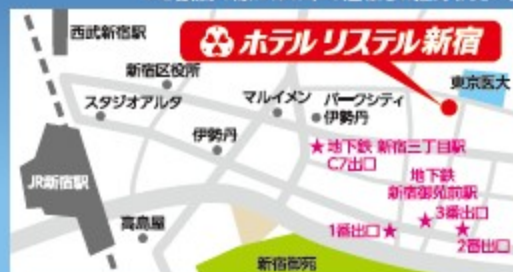 西武新宿駅
ホテル リステル新宿
新宿区役所
東京医大
スタジオアルタ
マルイメン
パークシティ
伊勢丹
伊勢丹
★地下鉄 新宿三丁目駅
C7出口
JR新宿駅
地下鉄
新宿御苑前駅
高島屋
1番出口★
3番出口
★
★
2番出口
新宿御苑